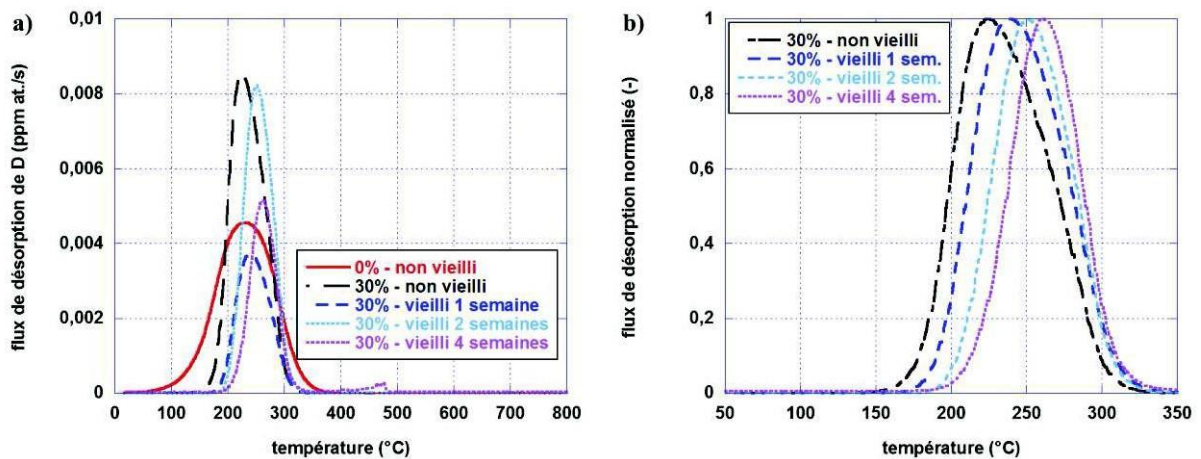 a)
flux de désorption de D (ppm at./s)
0,01
0,008
0,006
0,004
0,002
0
0% - non vieilli
30% - non vieilli
30% - vieilli 1 semaine
30% - vieilli 2 semaines
30% - vieilli 4 semaines
0 100 200 300 400 500 600 700 800
température (°C)
b)
flux de désorption normalisé (-)
1
0,8
0,6
0,4
0,2
0
30% - non vieilli
30% - vieilli 1 sem.
30% - vieilli 2 sem.
30% - vieilli 4 sem.
50 100 150 200 250 300 350
température (°C)